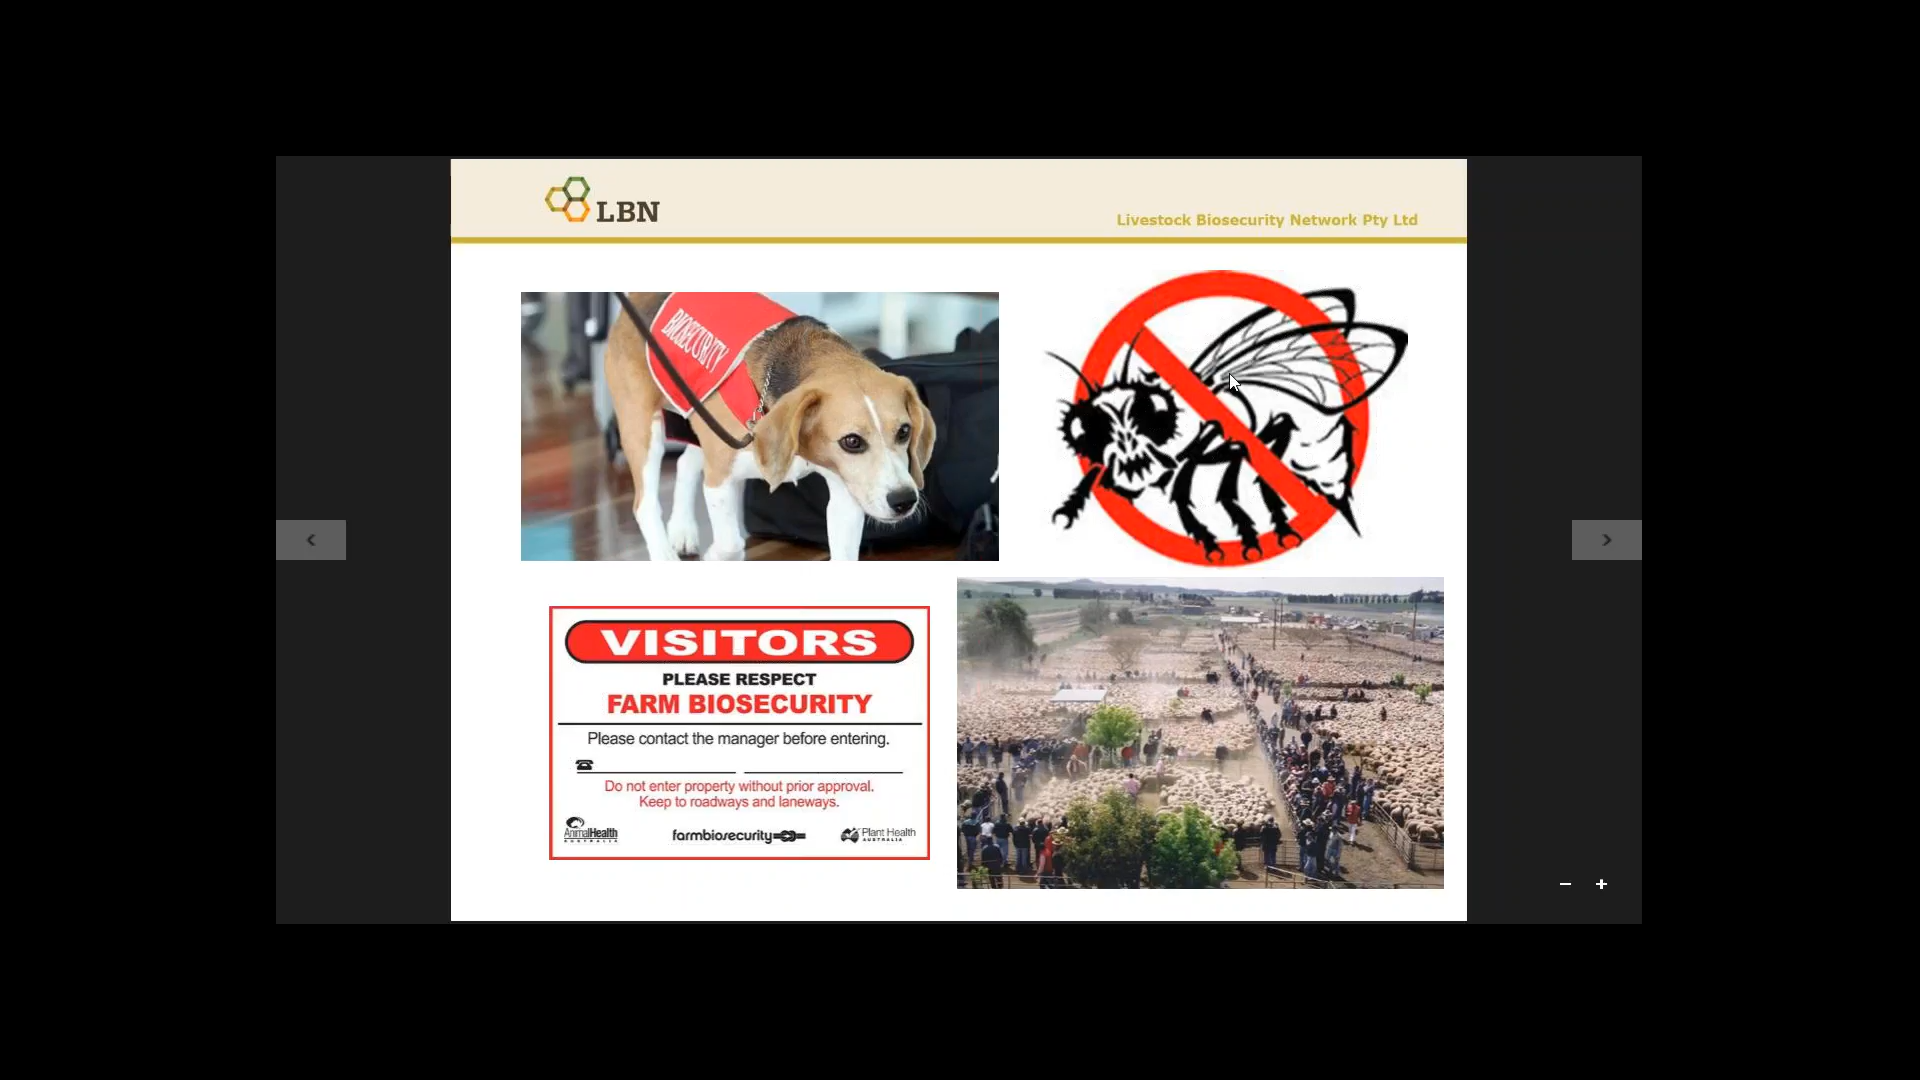 LBN
Livestock Biosecurity Network Pty Ltd
BIOSECURITY
VISITORS
PLEASE RESPECT
FARM BIOSECURITY
Please contact the manager before entering.
Do not enter property without prior approval.
Keep to roadways and laneways.
AnimalHealth
AUSTRALIA
farmbiosecurity
Plant Health
AUSTRALIA